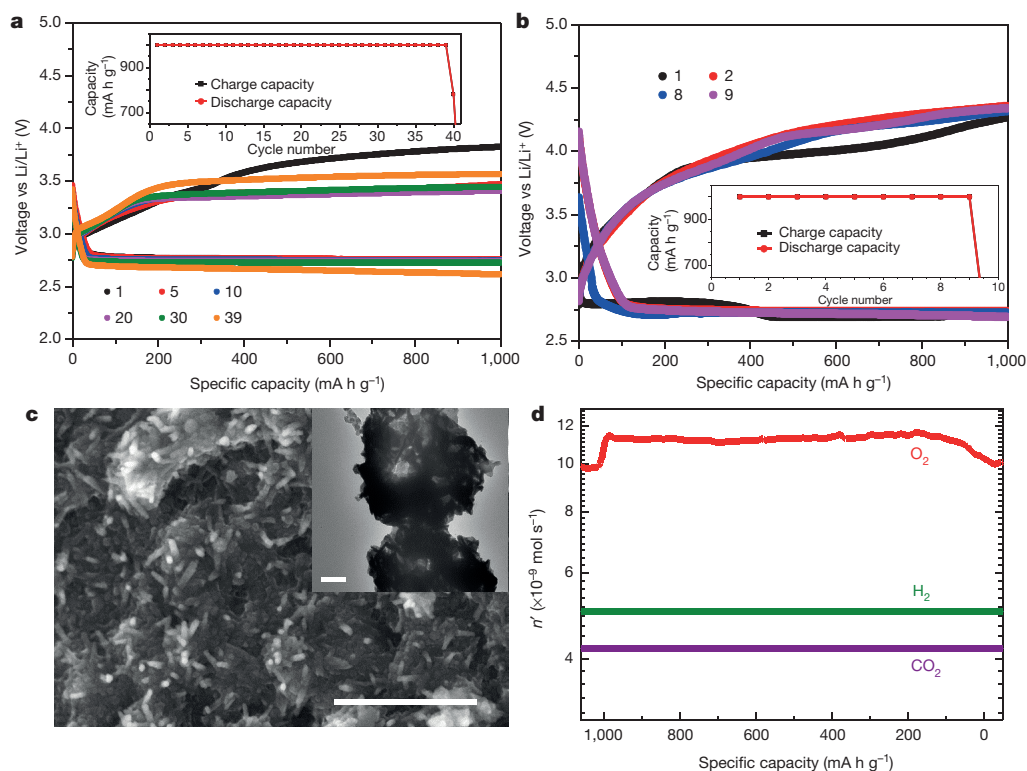 a
5.0
4.5
4.0
3.5
3.0
2.5
2.0
Voltage vs Li/Li⁺ (V)
0
200
400
600
800
1,000
Specific capacity (mA h g⁻¹)
1
5
10
20
30
39
Capacity
(mA h g⁻¹)
900
700
Charge capacity
Discharge capacity
0
5
10
15
20
25
30
35
40
Cycle number
b
5.0
4.5
4.0
3.5
3.0
2.5
Voltage vs Li/Li⁺ (V)
0
200
400
600
800
1,000
Specific capacity (mA h g⁻¹)
1
2
8
9
Capacity
(mA h g⁻¹)
900
700
Charge capacity
Discharge capacity
0
2
4
6
8
10
Cycle number
c
d
12
10
8
6
4
n′ (×10⁻⁹ mol s⁻¹)
O₂
H₂
CO₂
1,000
800
600
400
200
0
Specific capacity (mA h g⁻¹)